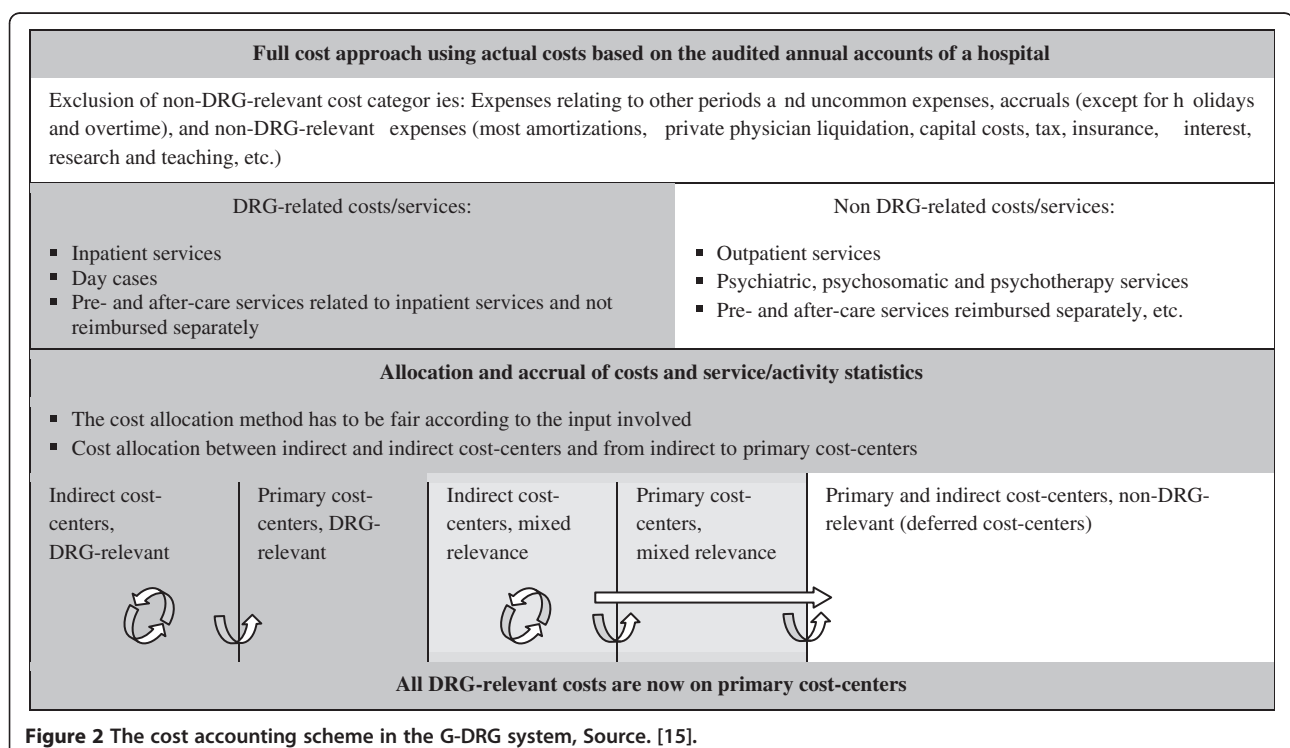 Full cost approach using actual costs based on the audited annual accounts of a hospital
Exclusion of non-DRG-relevant cost categor ies: Expenses relating to other periods a nd uncommon expenses, accruals (except for h olidays
and overtime), and non-DRG-relevant expenses (most amortizations, private physician liquidation, capital costs, tax, insurance, interest,
research and teaching, etc.)
DRG-related costs/services:
▪ Inpatient services
▪ Day cases
▪ Pre- and after-care services related to inpatient services and not
reimbursed separately
Non DRG-related costs/services:
▪ Outpatient services
▪ Psychiatric, psychosomatic and psychotherapy services
▪ Pre- and after-care services reimbursed separately, etc.
Allocation and accrual of costs and service/activity statistics
▪ The cost allocation method has to be fair according to the input involved
▪ Cost allocation between indirect and indirect cost-centers and from indirect to primary cost-centers
Indirect cost-
centers,
DRG-relevant
Primary cost-
centers, DRG-
relevant
Indirect cost-
centers, mixed
relevance
Primary cost-
centers,
mixed relevance
Primary and indirect cost-centers, non-DRG-
relevant (deferred cost-centers)
All DRG-relevant costs are now on primary cost-centers
Figure 2 The cost accounting scheme in the G-DRG system, Source. [15].